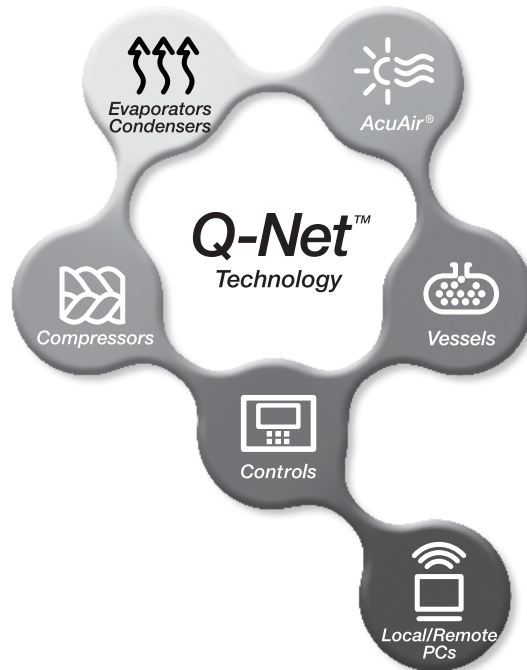 Evaporators
Condensers
AcuAir®
Q-Net™
Technology
Compressors
Vessels
Controls
Local/Remote
PCs